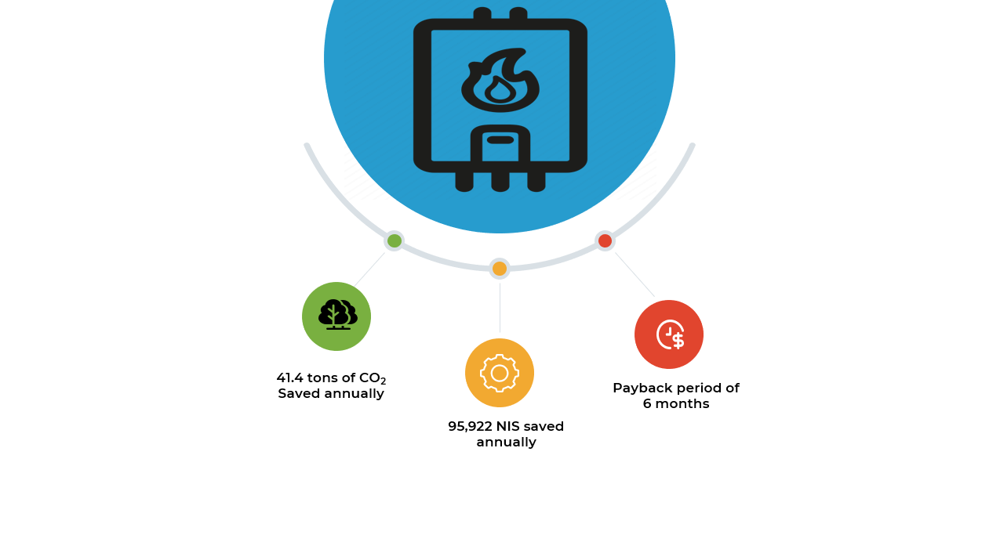 41.4 tons of CO₂
Saved annually
95,922 NIS saved
annually
Payback period of
6 months